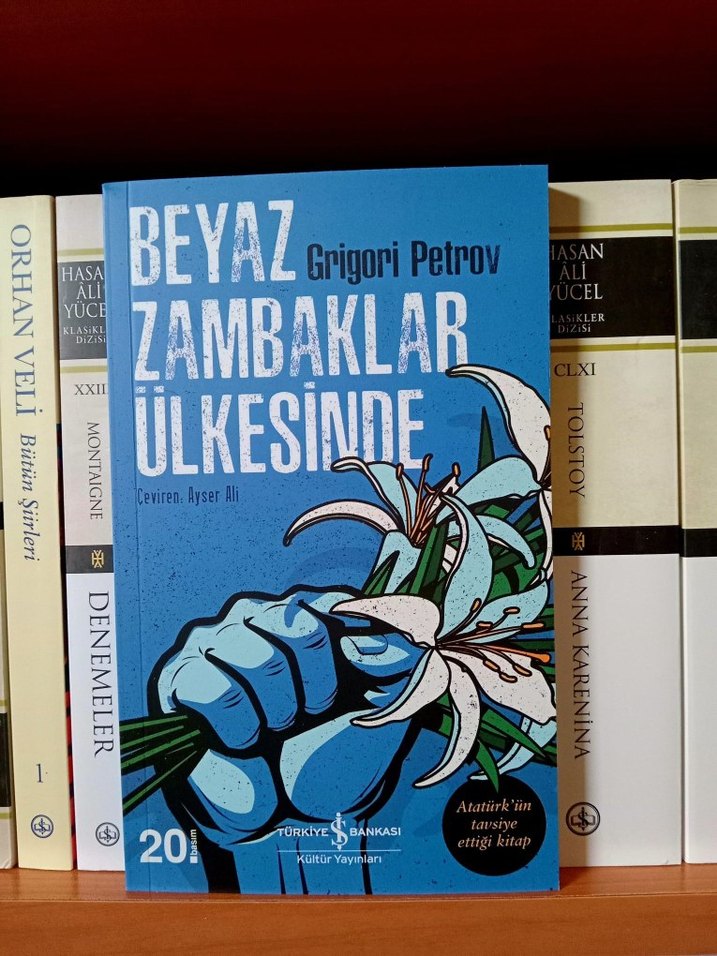 BEYAZ
Grigori Petrov
ZAMBAKLAR
ÜLKESİNDE
Çeviren: Ayser Ali
Atatürk'ün
tavsiye
ettiği kitap
20.basım
TÜRKİYE İŞ BANKASI
Kültür Yayınları
ORHAN VELİ Bütün Şiirleri
1
HASAN
ÂLİ
YÜCEL
KLASİKLER
DİZİSİ
XXIII
MONTAIGNE
DENEMELER
HASAN
ÂLİ
YÜCEL
KLASİKLER
DİZİSİ
CLXI
TOLSTOY
ANNA KARENİNA